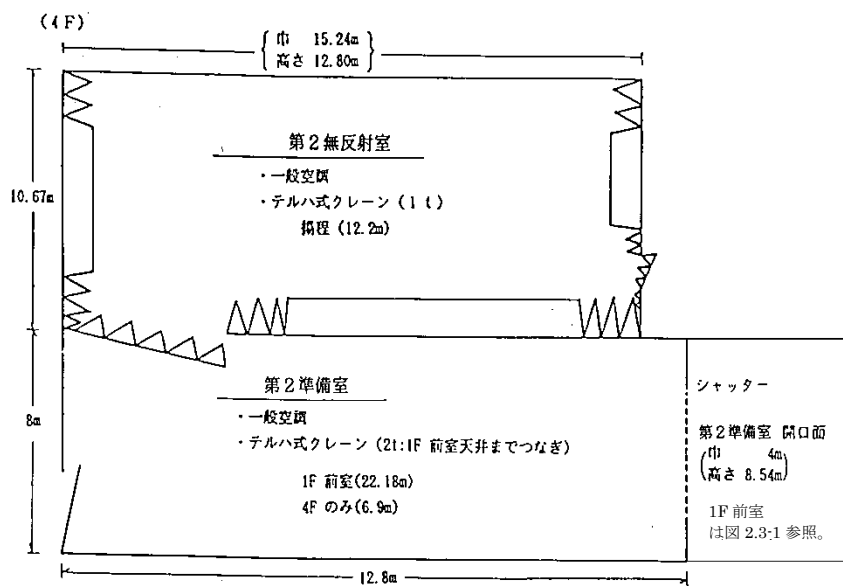 (4F)
巾 15.24m
高さ 12.80m
第2無反射室
・一般空調
・テルハ式クレーン(1t)
揚程(12.2m)
10.67m
第2準備室
・一般空調
・テルハ式クレーン(2t:1F 前室天井までつなぎ)
1F 前室(22.18m)
4F のみ(6.9m)
8m
12.8m
シャッター
第2準備室 開口面
巾 4m
高さ 8.54m
1F 前室
は図 2.3-1 参照。